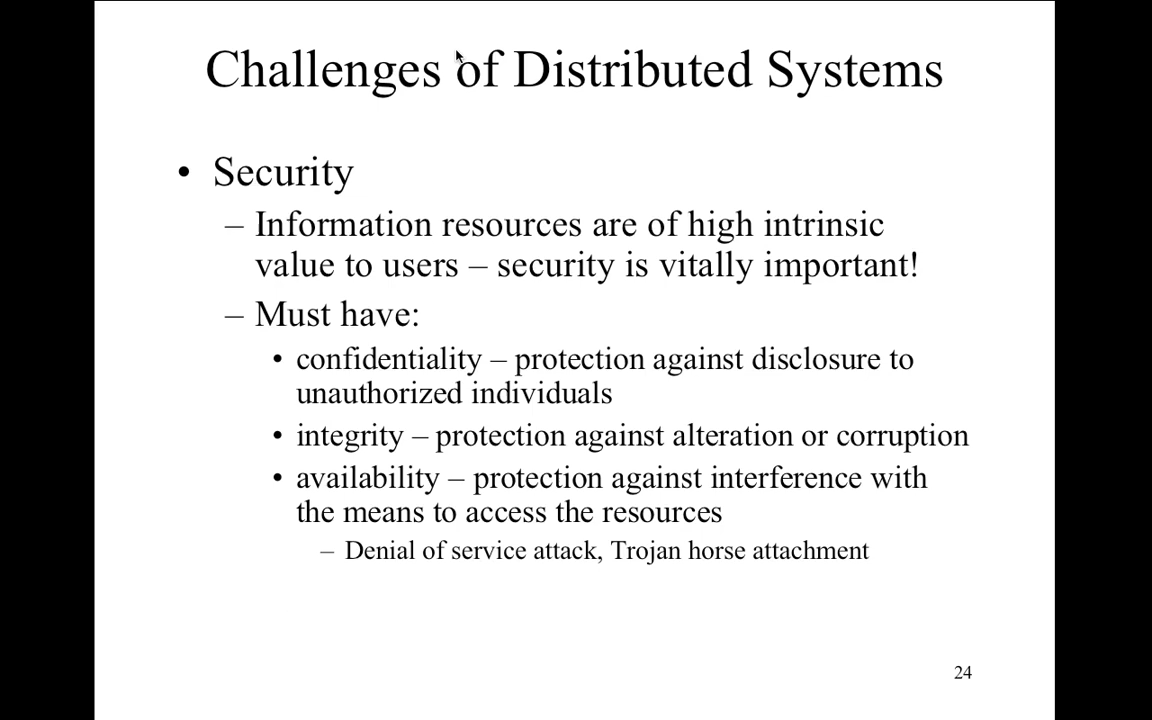 Challenges of Distributed Systems
• Security
– Information resources are of high intrinsic
value to users – security is vitally important!
– Must have:
• confidentiality – protection against disclosure to
unauthorized individuals
• integrity – protection against alteration or corruption
• availability – protection against interference with
the means to access the resources
– Denial of service attack, Trojan horse attachment
24